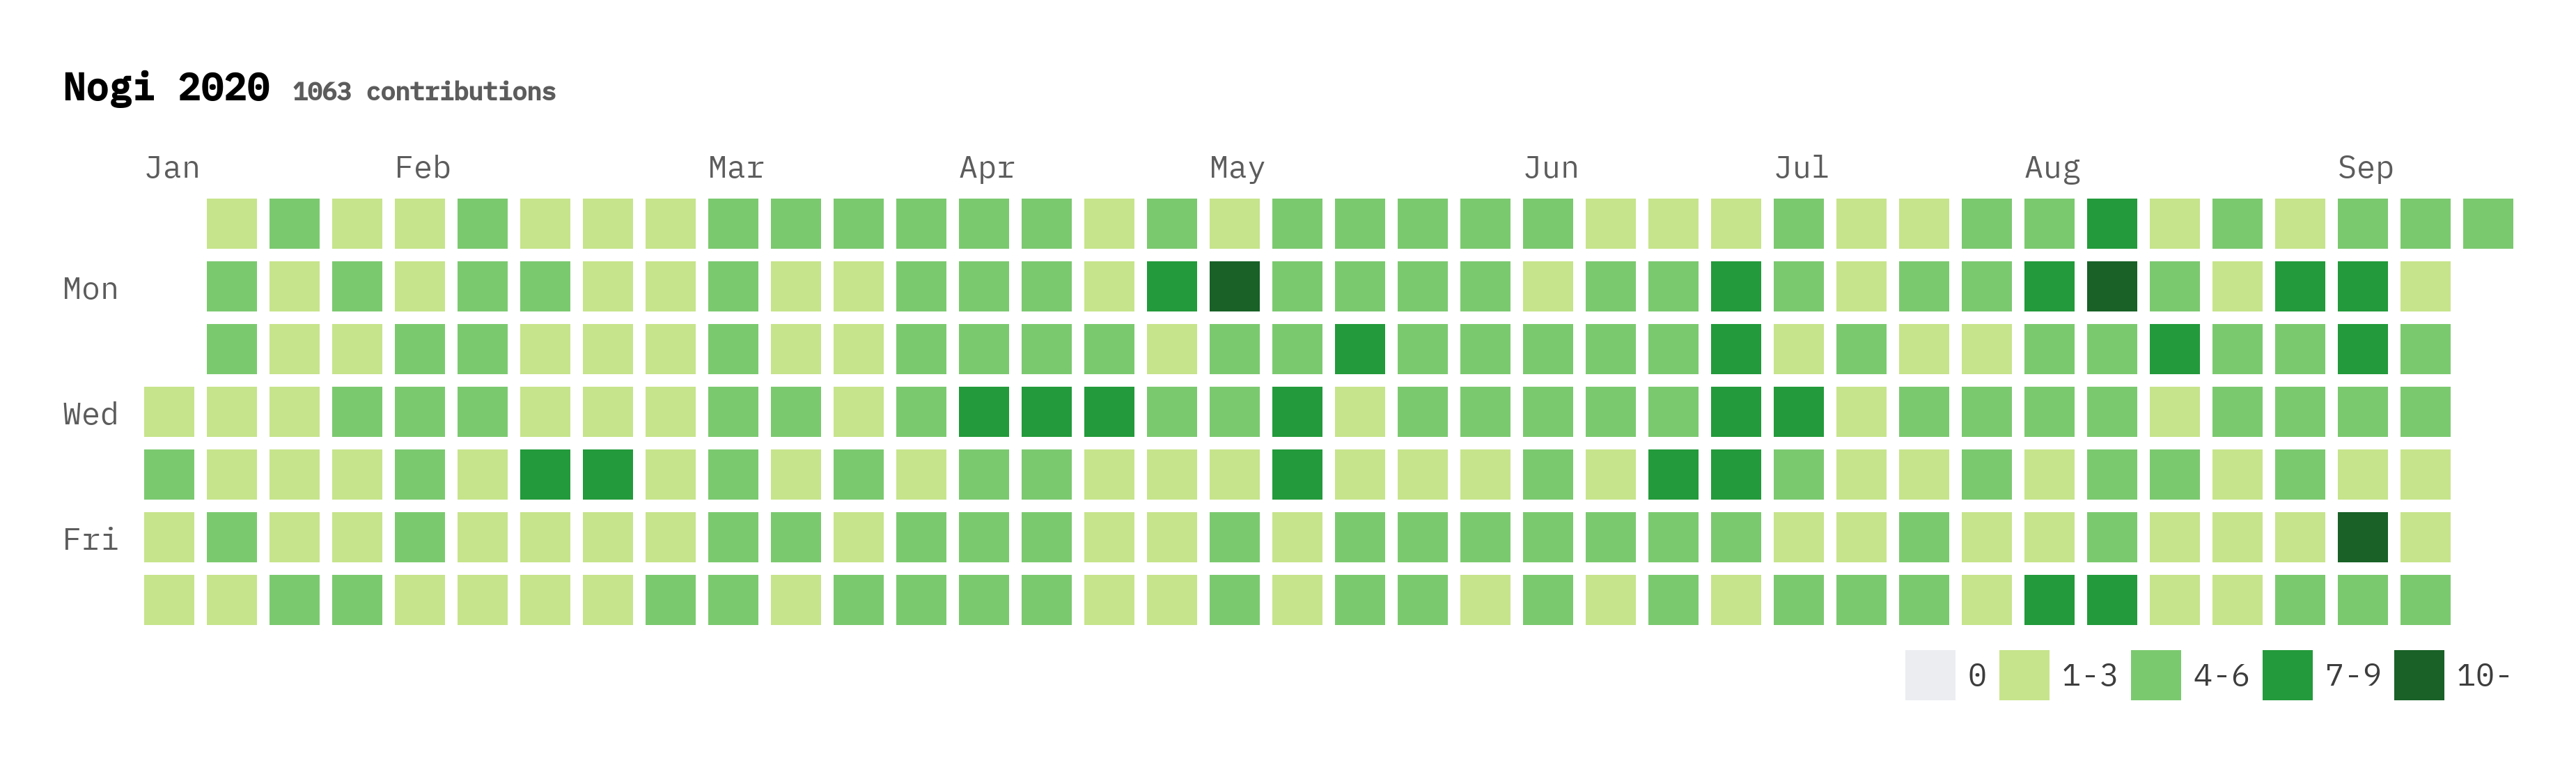 Nogi 2020 1063 contributions
Jan Feb Mar Apr May Jun Jul Aug Sep
Mon
Wed
Fri
0 1-3 4-6 7-9 10-